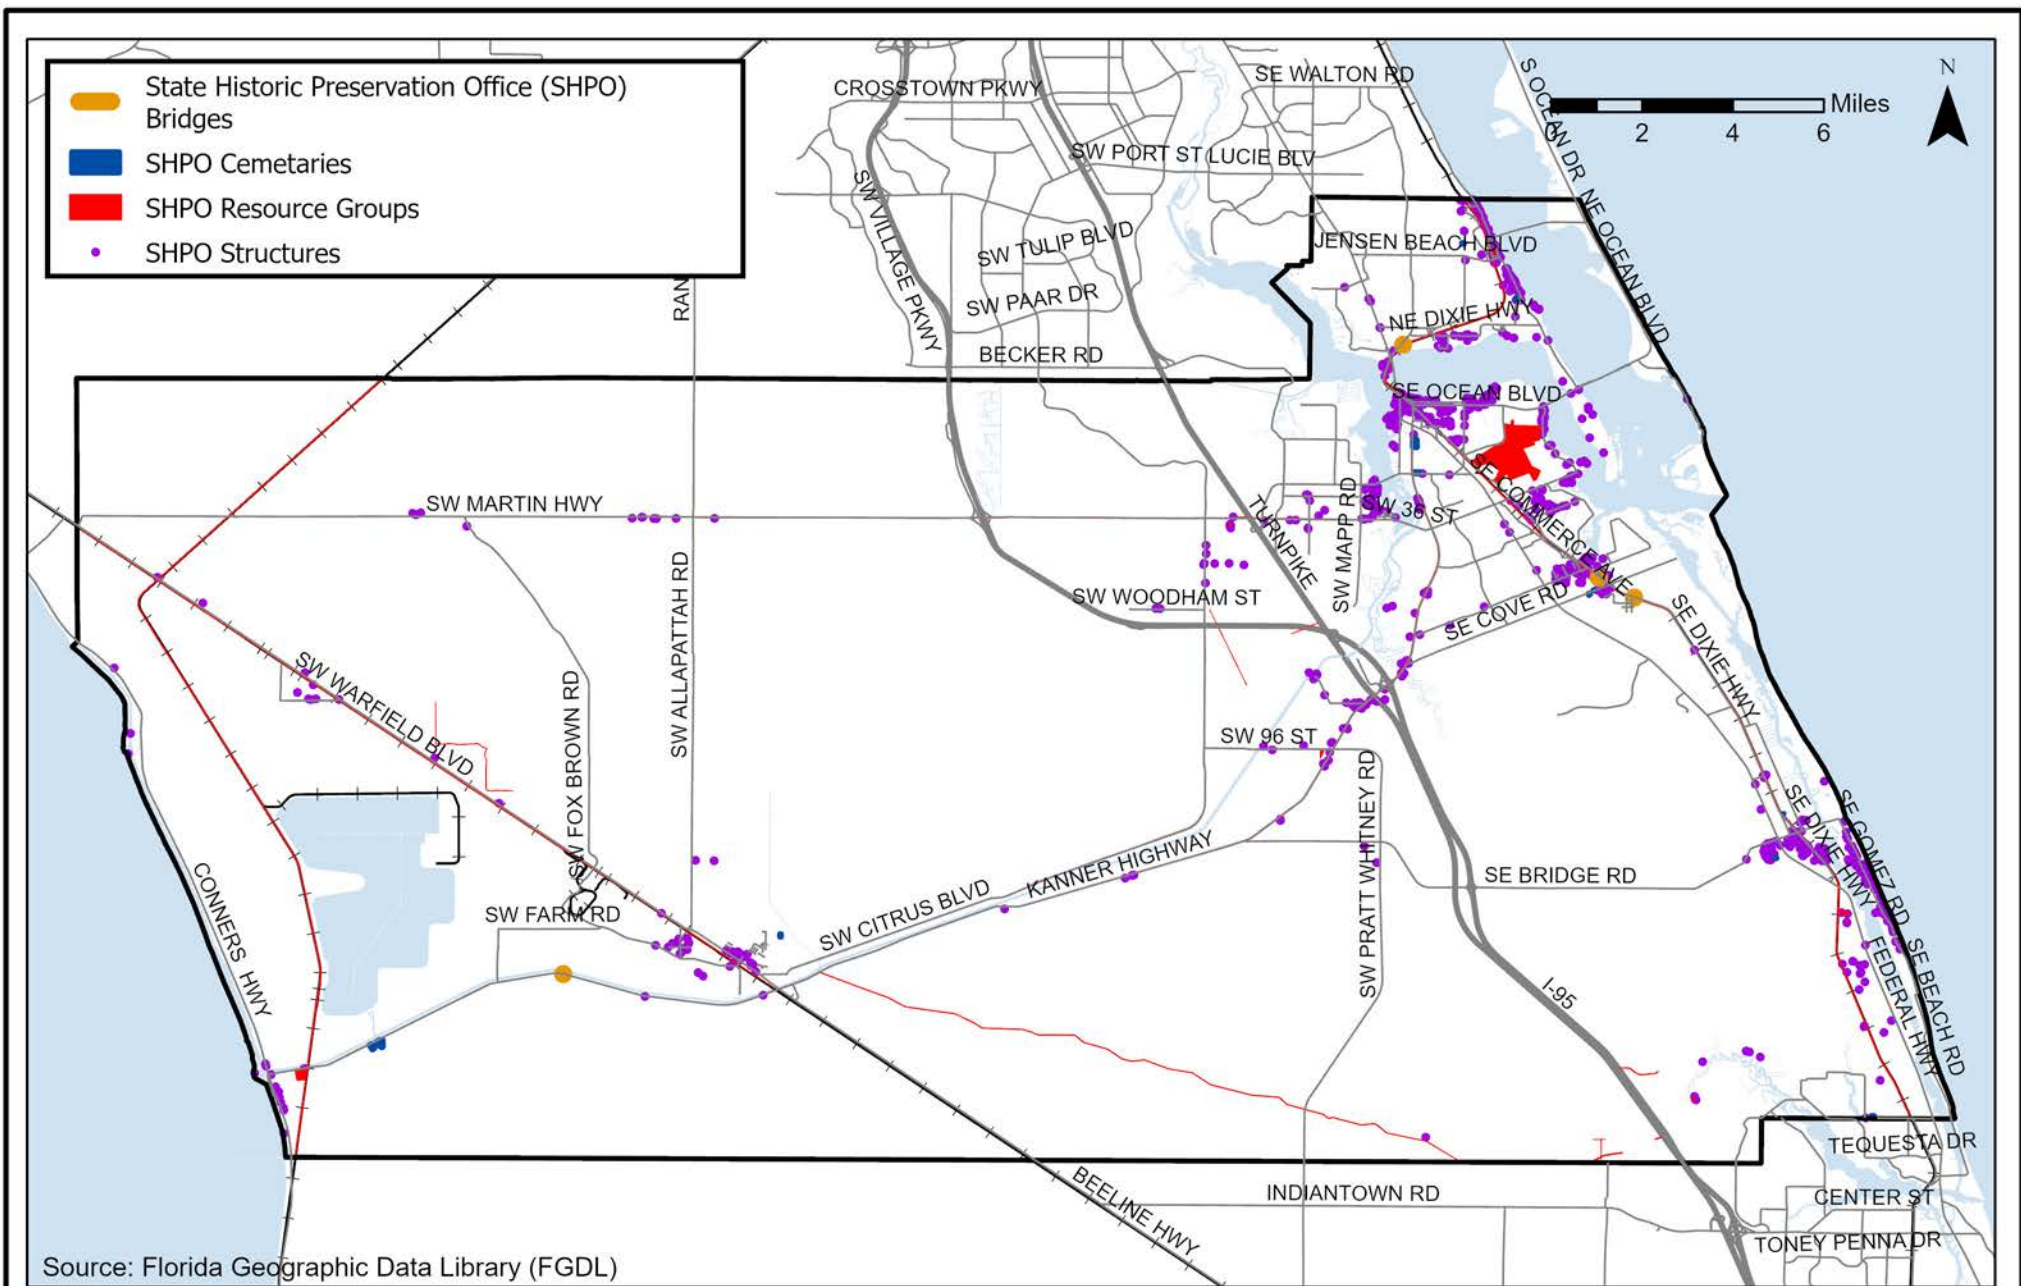 State Historic Preservation Office (SHPO)
Bridges
SHPO Cemetaries
SHPO Resource Groups
SHPO Structures
CROSSTOWN PKWY
SE WALTON RD
S OCEAN DR
N
Miles
0 2 4 6
SW PORT ST LUCIE BLV
SW VILLAGE PKWY
SW TULIP BLVD
JENSEN BEACH BLVD
NE OCEAN BLVD
RAN
SW PAAR DR
NE DIXIE HWY
BECKER RD
SE OCEAN BLVD
SW MARTIN HWY
SW 36 ST
SE COMMERCE AVE
TURNPIKE
SW MAPP RD
SW ALLAPATTAH RD
SW WOODHAM ST
SE COVE RD
SE DIXIE HWY
SW WARFIELD BLVD
SW FOX BROWN RD
SW 96 ST
SW PRATT WHITNEY RD
SE DIXIE HWY
SE GOMEZ RD
CONNERS HWY
KANNER HIGHWAY
SE BRIDGE RD
SW FARM RD
SW CITRUS BLVD
FEDERAL HWY
SE BEACH RD
I-95
TEQUESTA DR
BEELINE HWY
INDIANTOWN RD
CENTER ST
TONEY PENNA DR
Source: Florida Geographic Data Library (FGDL)